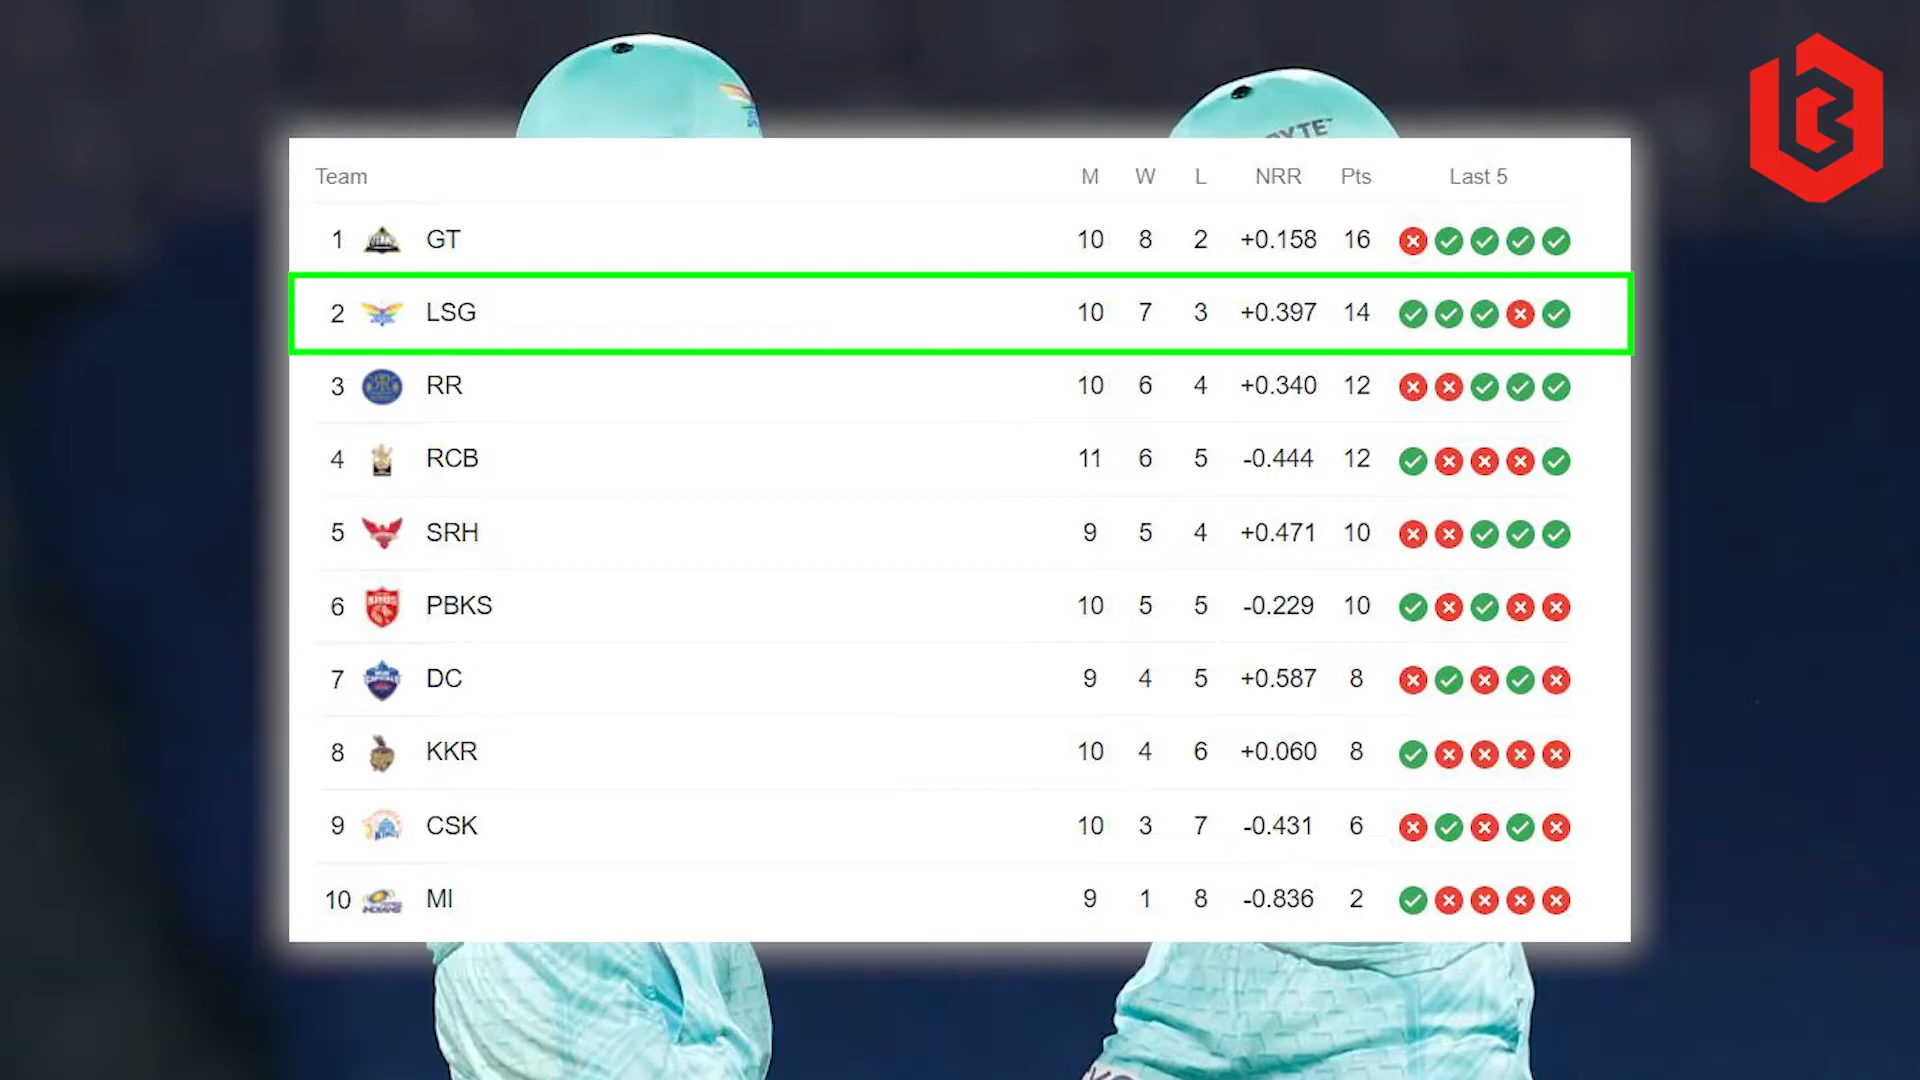 Team M W L NRR Pts Last 5
1 GT 10 8 2 +0.158 16
2 LSG 10 7 3 +0.397 14
3 RR 10 6 4 +0.340 12
4 RCB 11 6 5 -0.444 12
5 SRH 9 5 4 +0.471 10
6 PBKS 10 5 5 -0.229 10
7 DC 9 4 5 +0.587 8
8 KKR 10 4 6 +0.060 8
9 CSK 10 3 7 -0.431 6
10 MI 9 1 8 -0.836 2